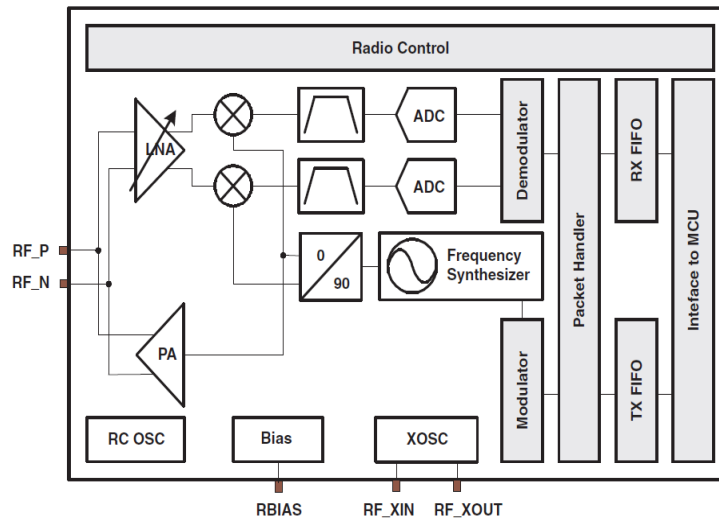 Radio Control
LNA
ADC
ADC
Demodulator
Packet Handler
RX FIFO
Inteface to MCU
RF_P
RF_N
0
90
Frequency
Synthesizer
PA
Modulator
TX FIFO
RC OSC
Bias
XOSC
RBIAS
RF_XIN
RF_XOUT